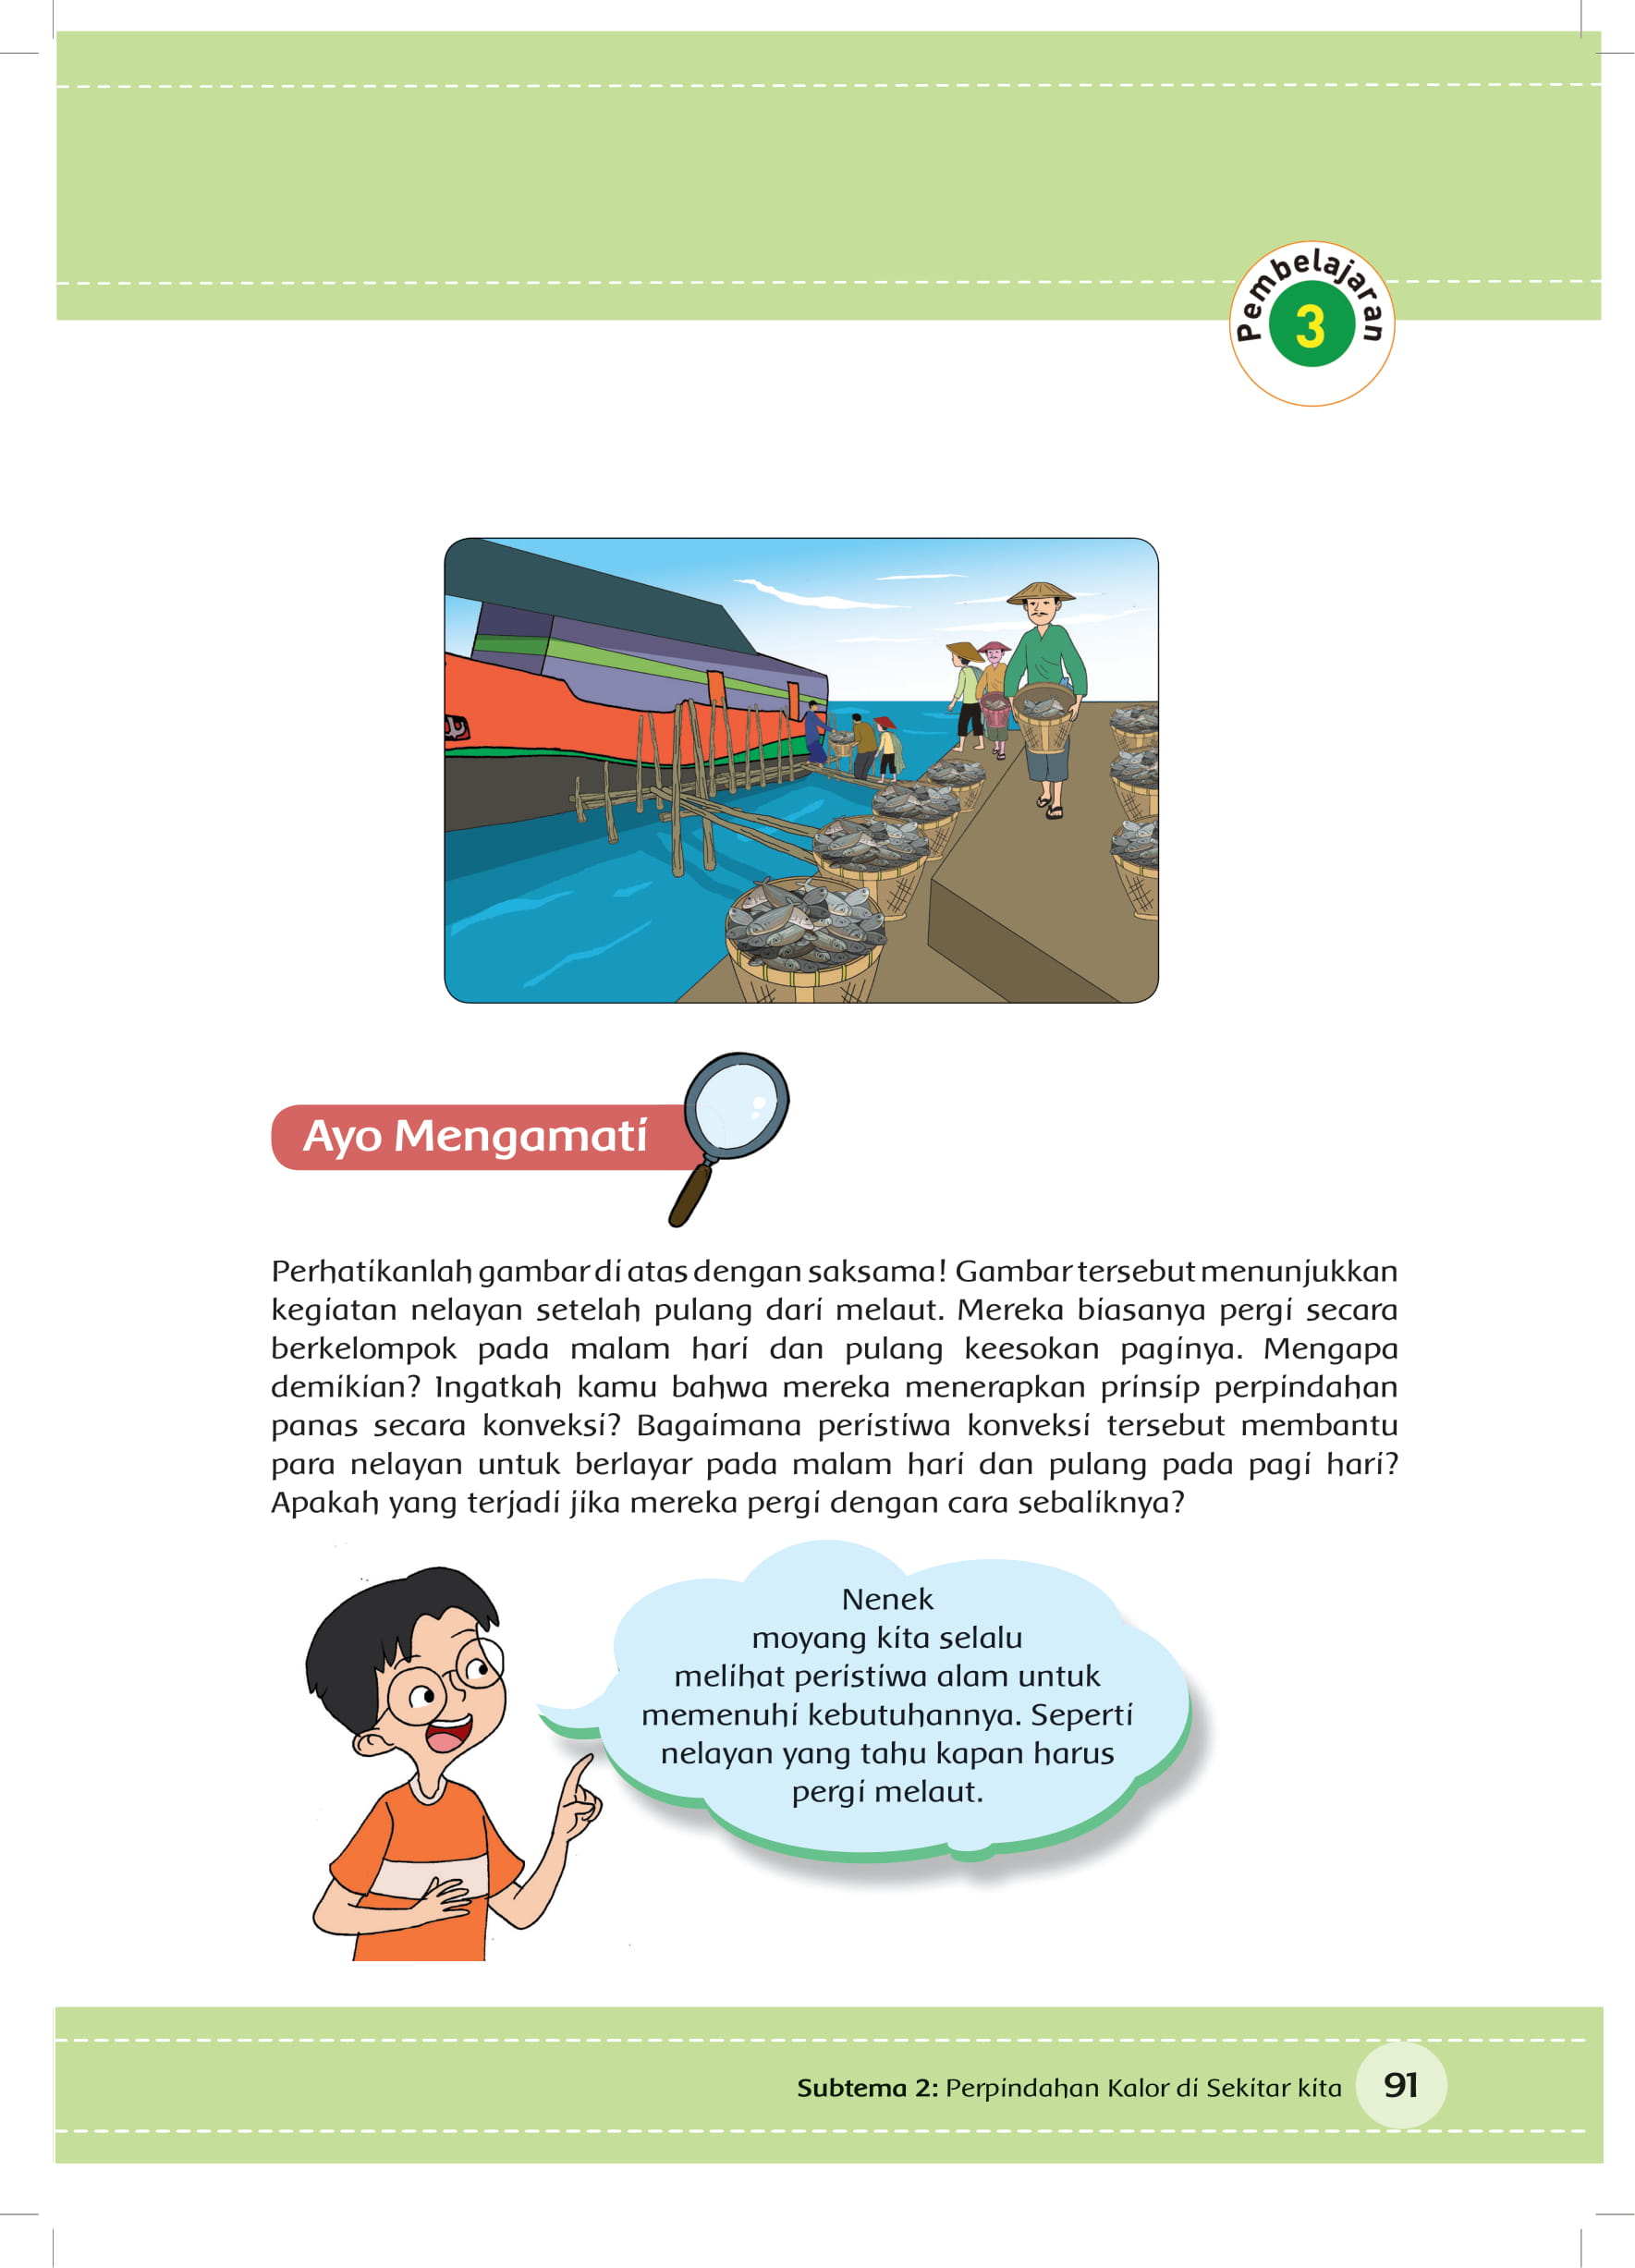 Pembelajaran
3
Ayo Mengamati
Perhatikanlah gambar di atas dengan saksama! Gambar tersebut menunjukkan
kegiatan nelayan setelah pulang dari melaut. Mereka biasanya pergi secara
berkelompok pada malam hari dan pulang keesokan paginya. Mengapa
demikian? Ingatkah kamu bahwa mereka menerapkan prinsip perpindahan
panas secara konveksi? Bagaimana peristiwa konveksi tersebut membantu
para nelayan untuk berlayar pada malam hari dan pulang pada pagi hari?
Apakah yang terjadi jika mereka pergi dengan cara sebaliknya?
Nenek
moyang kita selalu
melihat peristiwa alam untuk
memenuhi kebutuhannya. Seperti
nelayan yang tahu kapan harus
pergi melaut.
Subtema 2: Perpindahan Kalor di Sekitar kita
91